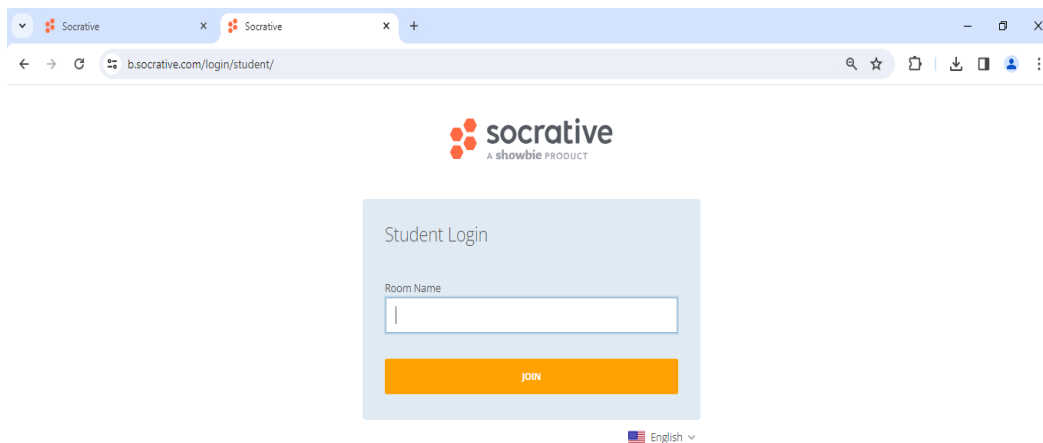 Socrative
Socrative
b.socrative.com/login/student/
socrative
A showbie PRODUCT
Student Login
Room Name
JOIN
English